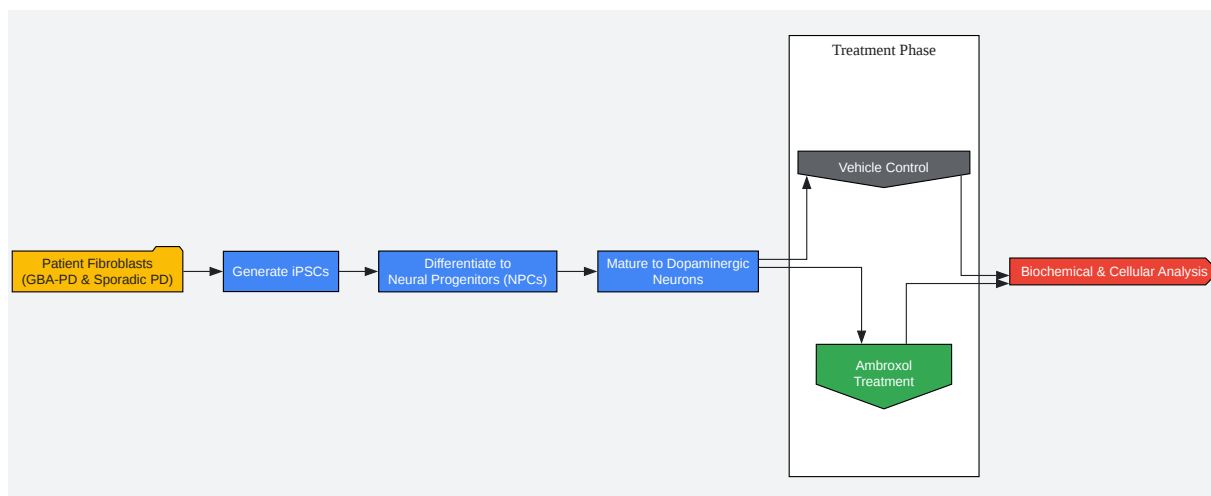 Treatment Phase
Vehicle Control
Patient Fibroblasts
(GBA-PD & Sporadic PD)
Generate iPSCs
Differentiate to
Neural Progenitors (NPCs)
Mature to Dopaminergic
Neurons
Biochemical & Cellular Analysis
Ambroxol
Treatment